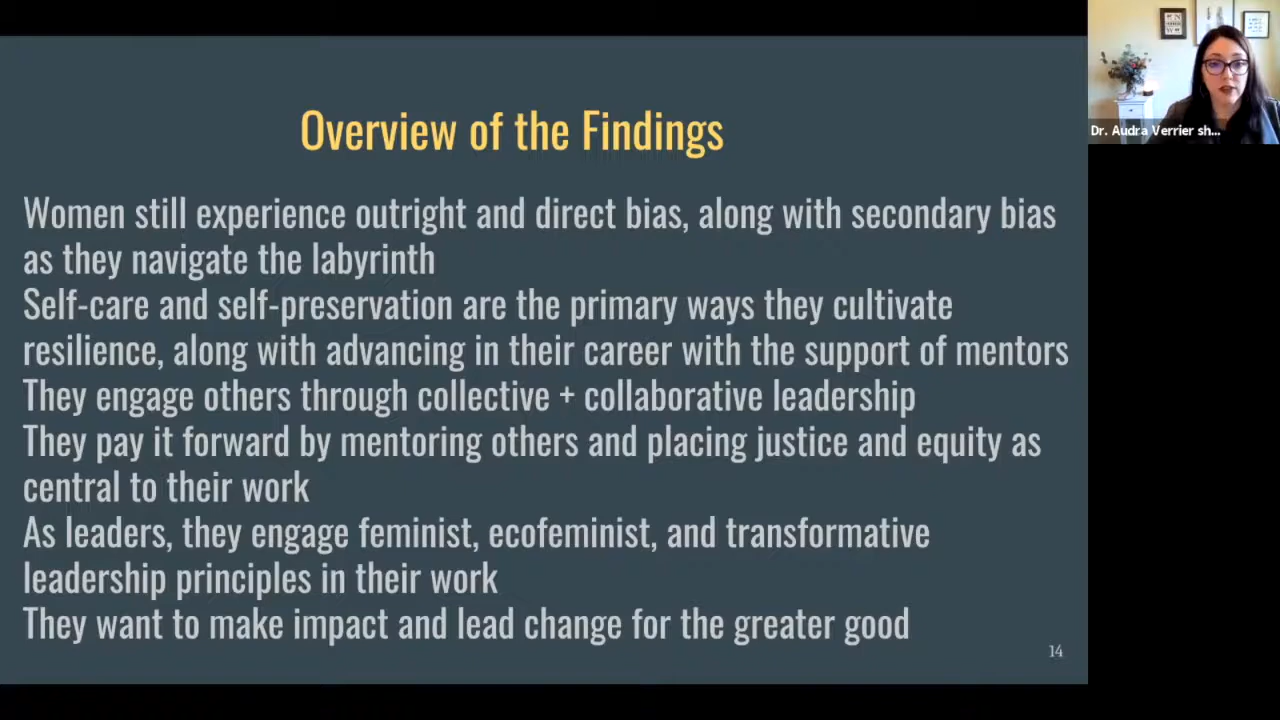 Overview of the Findings
Women still experience outright and direct bias, along with secondary bias
as they navigate the labyrinth
Self-care and self-preservation are the primary ways they cultivate
resilience, along with advancing in their career with the support of mentors
They engage others through collective + collaborative leadership
They pay it forward by mentoring others and placing justice and equity as
central to their work
As leaders, they engage feminist, ecofeminist, and transformative
leadership principles in their work
They want to make impact and lead change for the greater good
14
Dr. Audra Verrier sh...